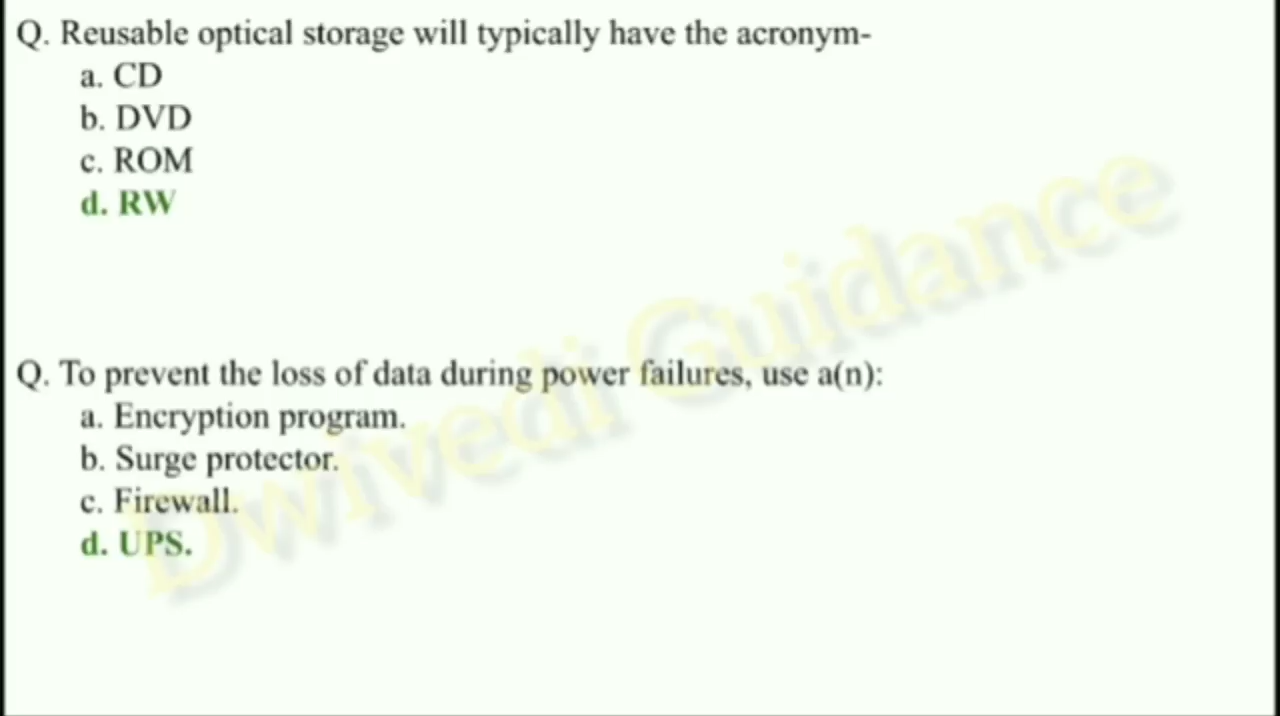 Q. Reusable optical storage will typically have the acronym-
a. CD
b. DVD
c. ROM
d. RW
Q. To prevent the loss of data during power failures, use a(n):
a. Encryption program.
b. Surge protector.
c. Firewall.
d. UPS.
Dwivedi Guidance